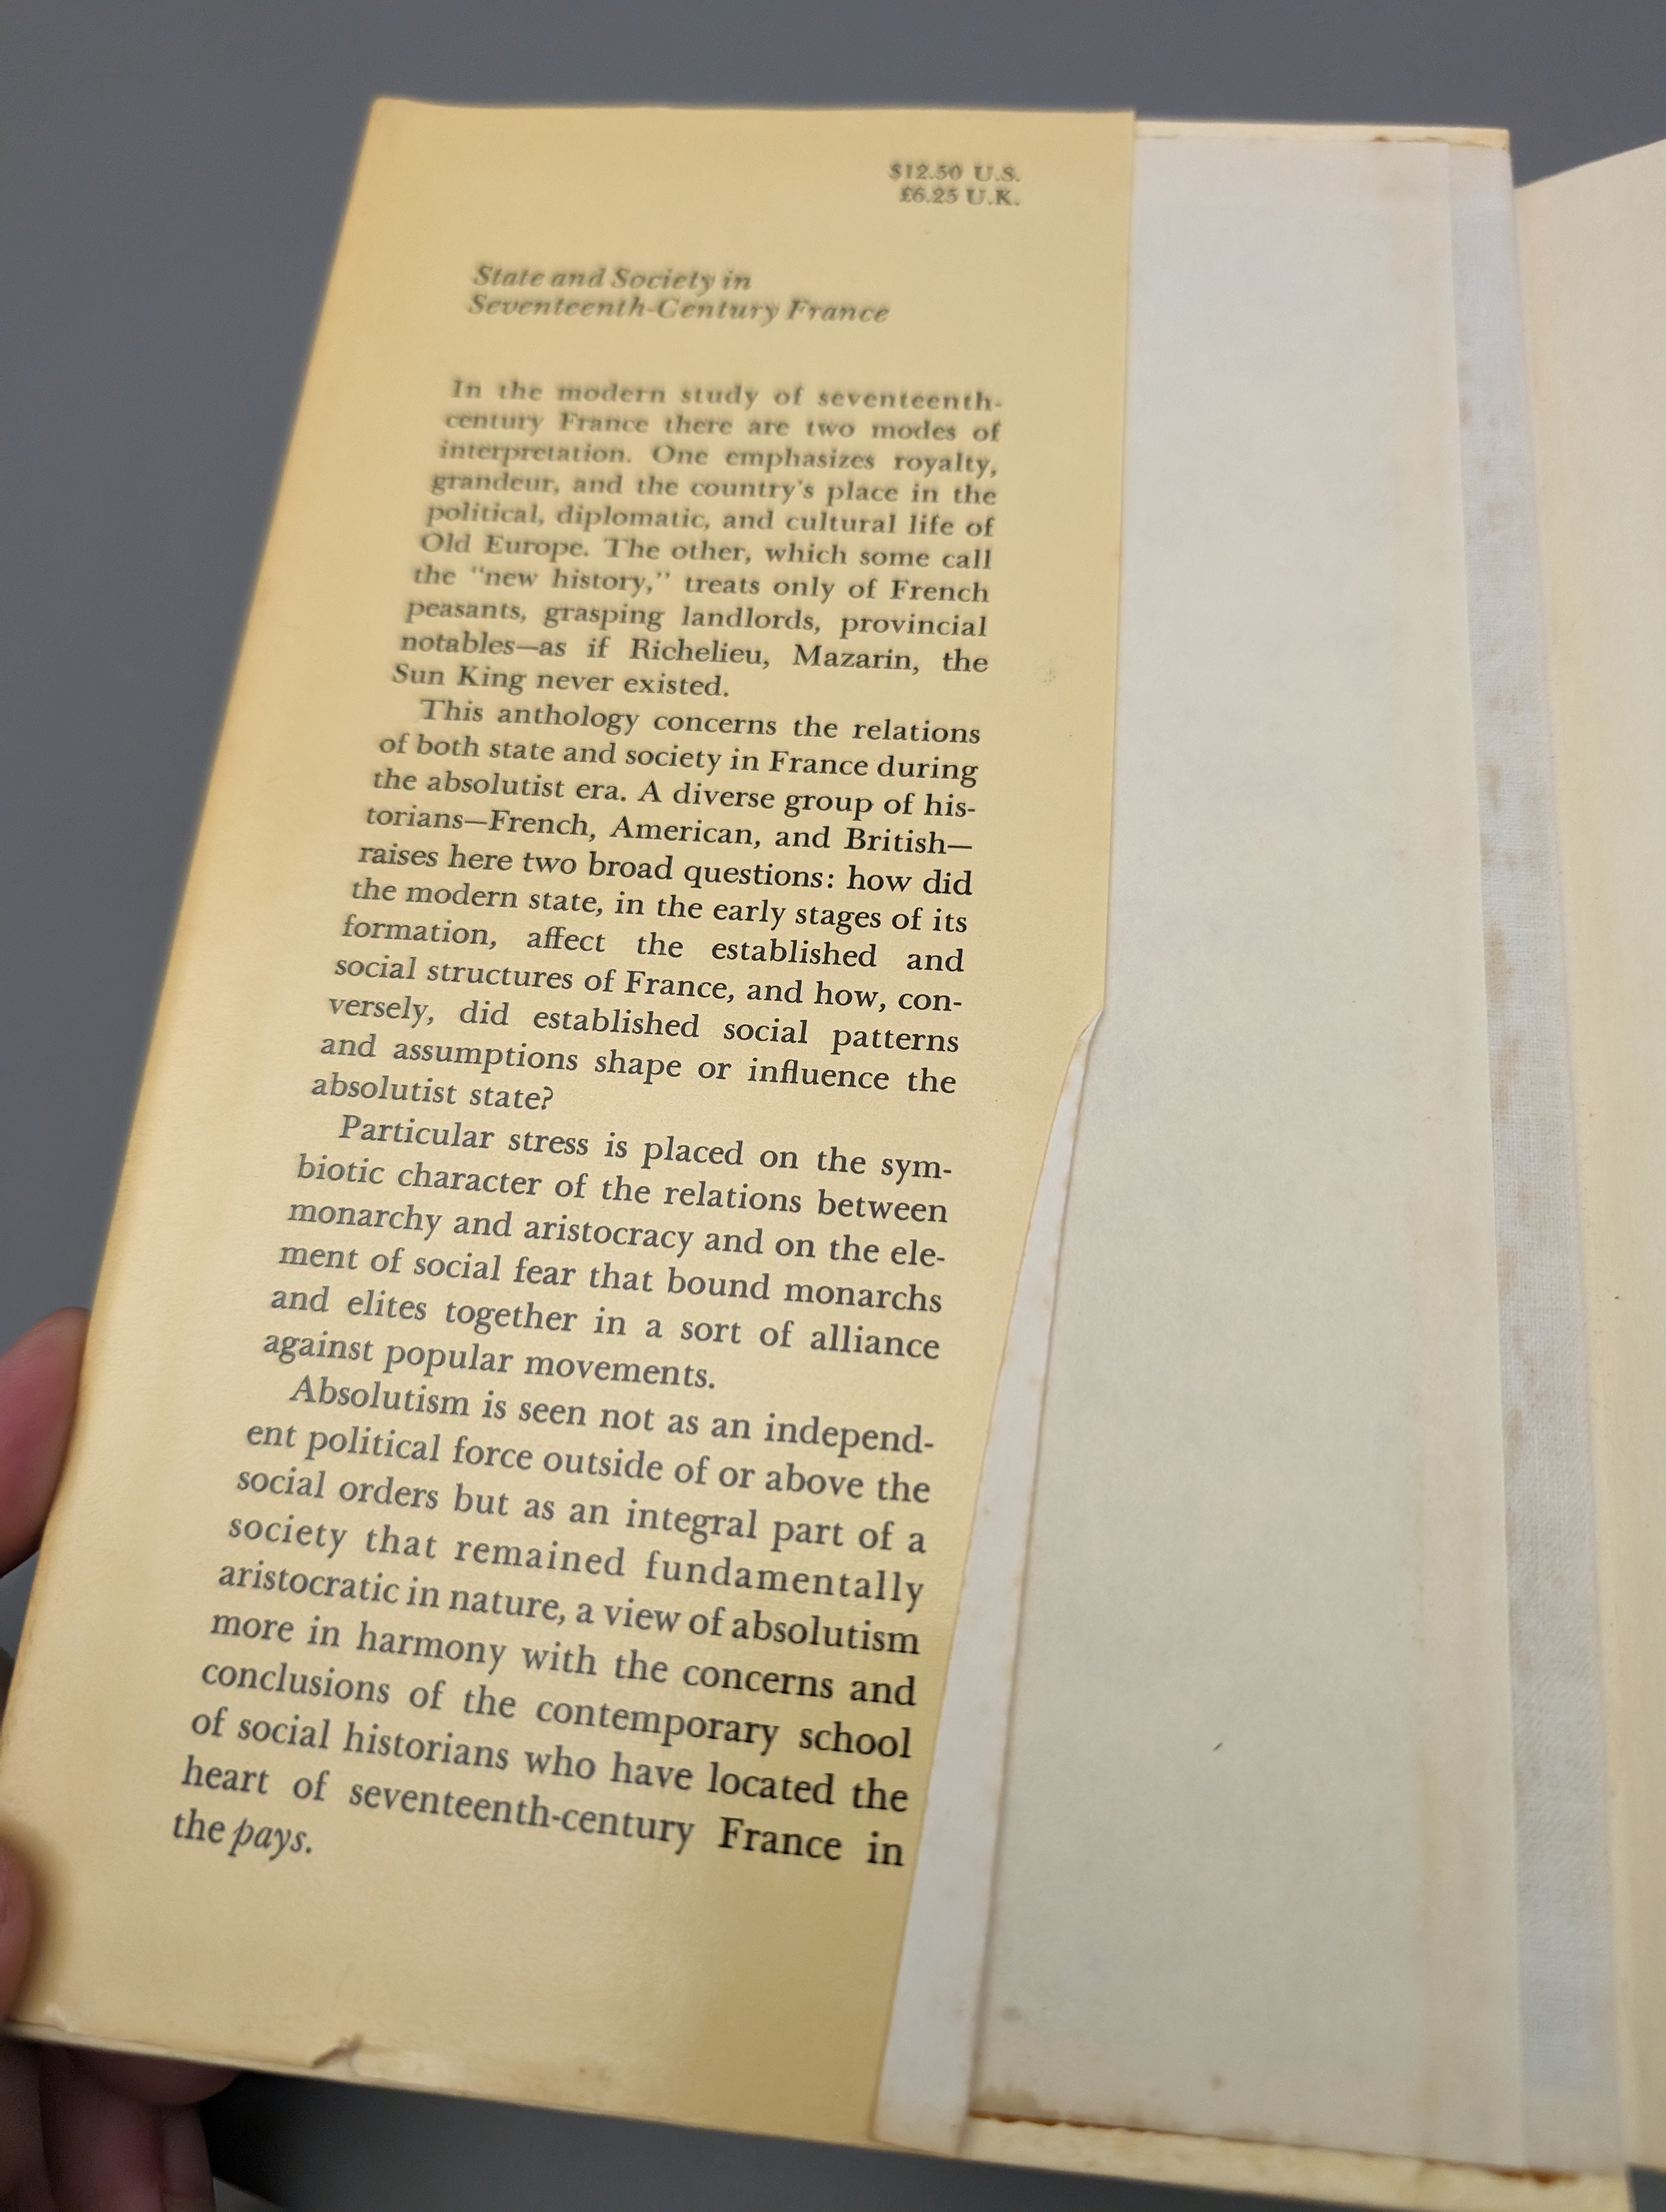 $12.50 U.S.
£6.25 U.K.
State and Society in
Seventeenth-Century France
In the modern study of seventeenth-
century France there are two modes of
interpretation. One emphasizes royalty,
grandeur, and the country's place in the
political, diplomatic, and cultural life of
Old Europe. The other, which some call
the "new history," treats only of French
peasants, grasping landlords, provincial
notables—as if Richelieu, Mazarin, the
Sun King never existed.
This anthology concerns the relations
of both state and society in France during
the absolutist era. A diverse group of his-
torians—French, American, and British—
raises here two broad questions: how did
the modern state, in the early stages of its
formation, affect the established and
social structures of France, and how, con-
versely, did established social patterns
and assumptions shape or influence the
absolutist state?
Particular stress is placed on the sym-
biotic character of the relations between
monarchy and aristocracy and on the ele-
ment of social fear that bound monarchs
and elites together in a sort of alliance
against popular movements.
Absolutism is seen not as an independ-
ent political force outside of or above the
social orders but as an integral part of a
society that remained fundamentally
aristocratic in nature, a view of absolutism
more in harmony with the concerns and
conclusions of the contemporary school
of social historians who have located the
heart of seventeenth-century France in
the pays.